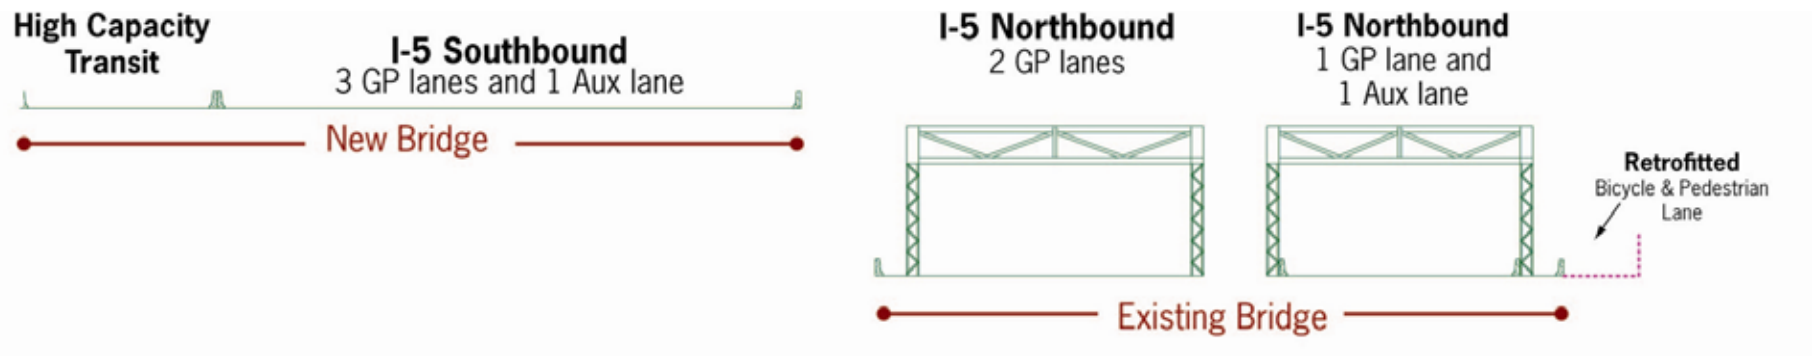 High Capacity
Transit
I-5 Southbound
3 GP lanes and 1 Aux lane
New Bridge
I-5 Northbound
2 GP lanes
I-5 Northbound
1 GP lane and
1 Aux lane
Retrofitted
Bicycle & Pedestrian
Lane
Existing Bridge